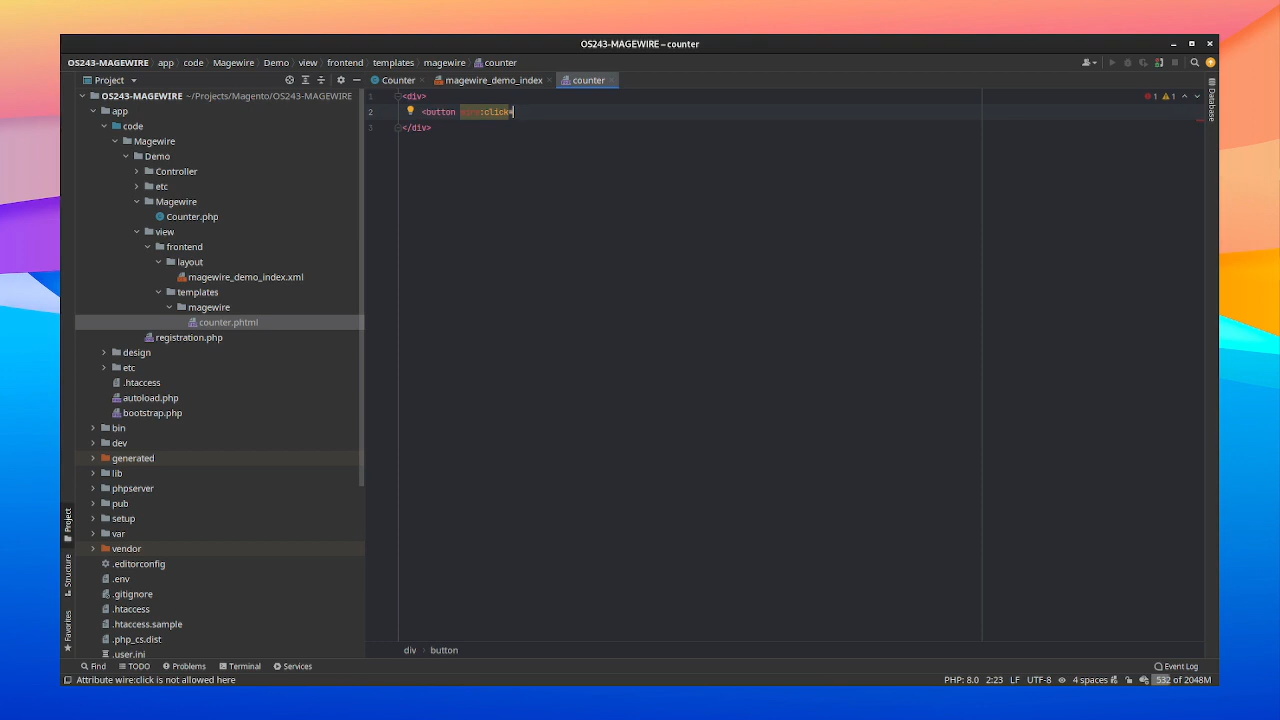 OS243-MAGEWIRE – counter
OS243-MAGEWIRE app code Magewire Demo view frontend templates magewire counter
Project
Counter magewire_demo_index counter
OS243-MAGEWIRE ~/Projects/Magento/OS243-MAGEWIRE
app
code
Magewire
Demo
Controller
etc
Magewire
Counter.php
view
frontend
layout
magewire_demo_index.xml
templates
magewire
counter.phtml
registration.php
design
etc
.htaccess
autoload.php
bootstrap.php
bin
dev
generated
lib
phpserver
pub
setup
var
vendor
.editorconfig
.env
.gitignore
.htaccess
.htaccess.sample
.php_cs.dist
.user.ini
1 <div>
2 <button wire:click=
3 </div>
1 1
Database
Project
Structure
Favorites
div button
Find TODO Problems Terminal Services Event Log
Attribute wire:click is not allowed here PHP: 8.0 2:23 LF UTF-8 4 spaces 532 of 2048M